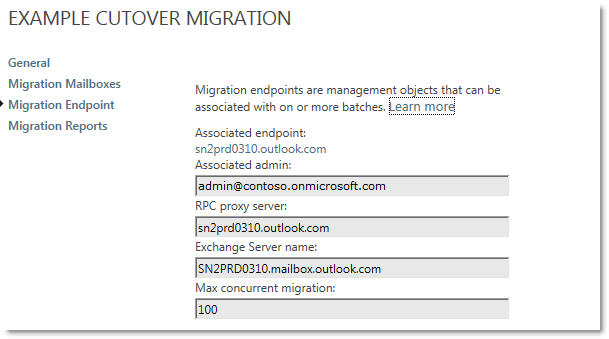 EXAMPLE CUTOVER MIGRATION
General
Migration Mailboxes
Migration Endpoint
Migration Reports
Migration endpoints are management objects that can be
associated with on or more batches. Learn more
Associated endpoint:
sn2prd0310.outlook.com
Associated admin:
admin@contoso.onmicrosoft.com
RPC proxy server:
sn2prd0310.outlook.com
Exchange Server name:
SN2PRD0310.mailbox.outlook.com
Max concurrent migration:
100